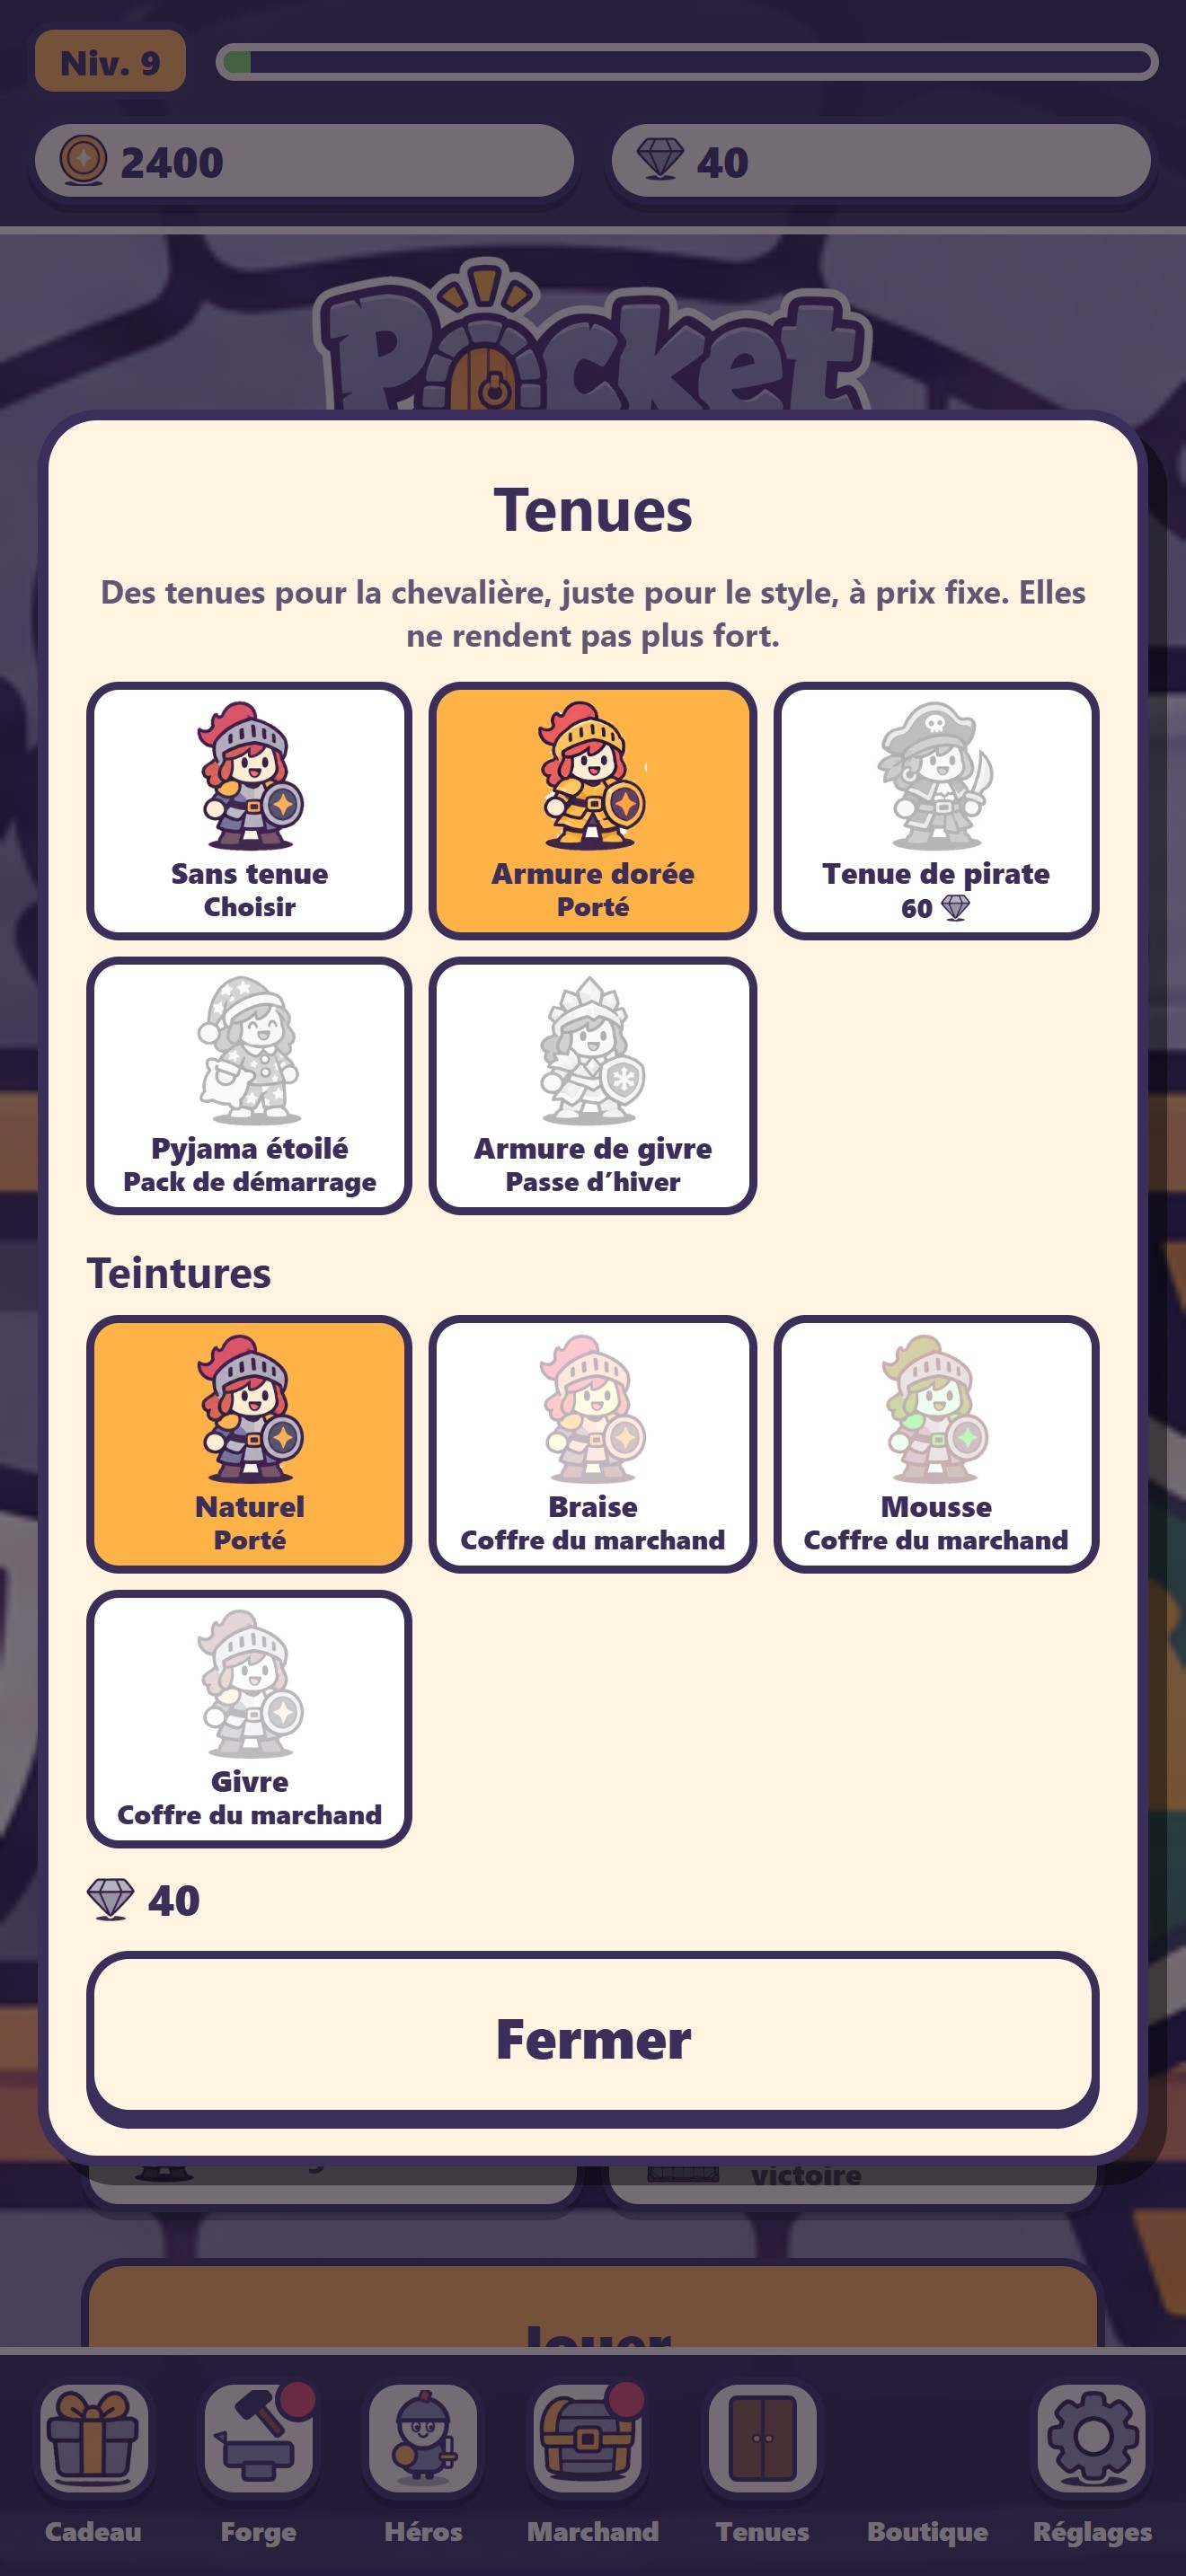 Niv. 9
2400
40
Pocket
Tenues
Des tenues pour la chevalière, juste pour le style, à prix fixe. Elles
ne rendent pas plus fort.
Sans tenue
Choisir
Armure dorée
Porté
Tenue de pirate
60
Pyjama étoilé
Pack de démarrage
Armure de givre
Passe d'hiver
Teintures
Naturel
Porté
Braise
Coffre du marchand
Mousse
Coffre du marchand
Givre
Coffre du marchand
40
Fermer
victoire
Jouer
Cadeau
Forge
Héros
Marchand
Tenues
Boutique
Réglages